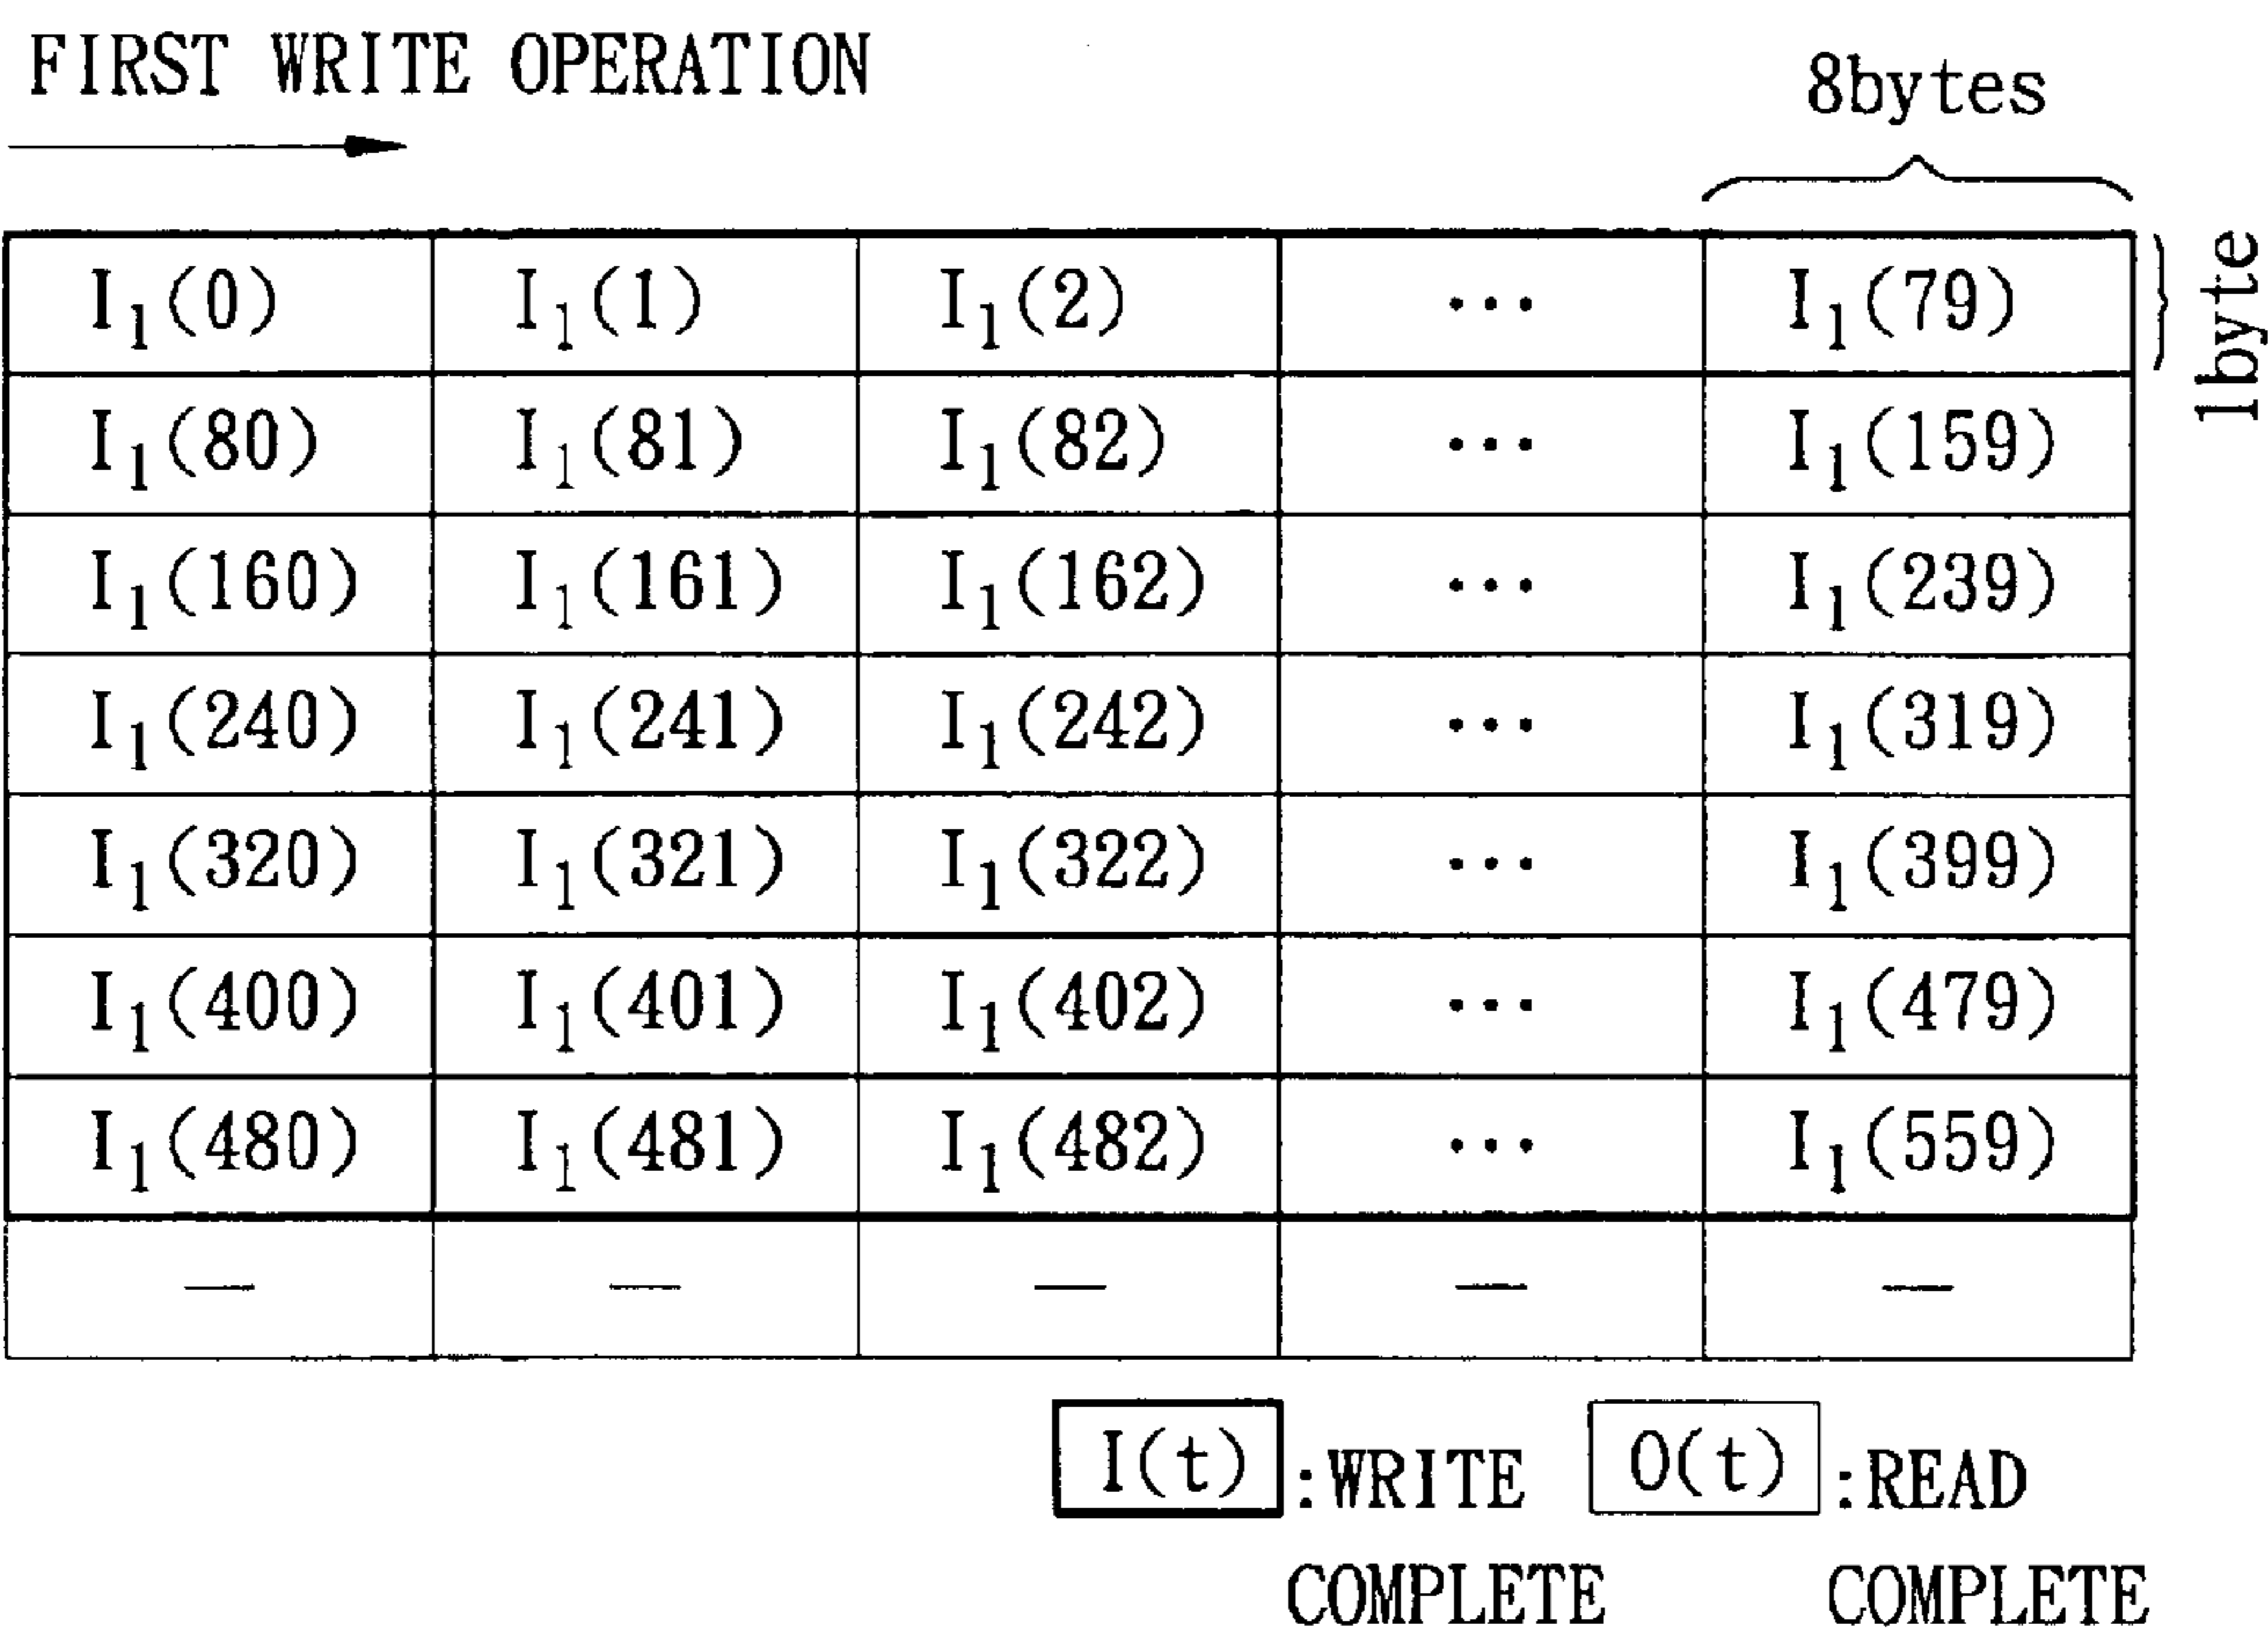 FIRST WRITE OPERATION
8bytes
1byte
I₁(0) I₁(1) I₁(2) ... I₁(79)
I₁(80) I₁(81) I₁(82) ... I₁(159)
I₁(160) I₁(161) I₁(162) ... I₁(239)
I₁(240) I₁(241) I₁(242) ... I₁(319)
I₁(320) I₁(321) I₁(322) ... I₁(399)
I₁(400) I₁(401) I₁(402) ... I₁(479)
I₁(480) I₁(481) I₁(482) ... I₁(559)
— — — — —
I(t) :WRITE COMPLETE
O(t) :READ COMPLETE